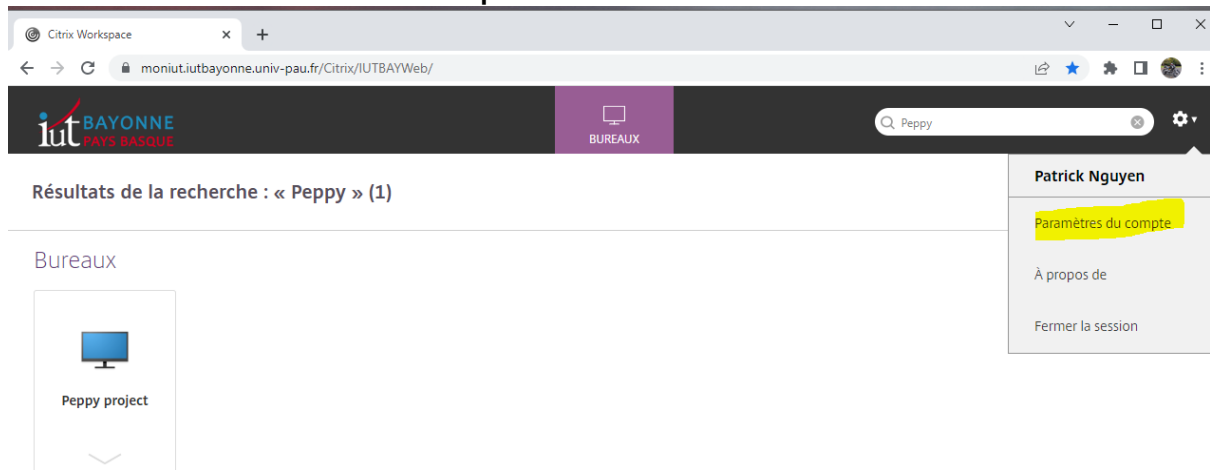 Citrix Workspace
moniut.iutbayonne.univ-pau.fr/Citrix/IUTBAYWeb/
iut BAYONNE
PAYS BASQUE
BUREAUX
Peppy
Patrick Nguyen
Résultats de la recherche : « Peppy » (1)
Paramètres du compte
Bureaux
À propos de
Fermer la session
Peppy project